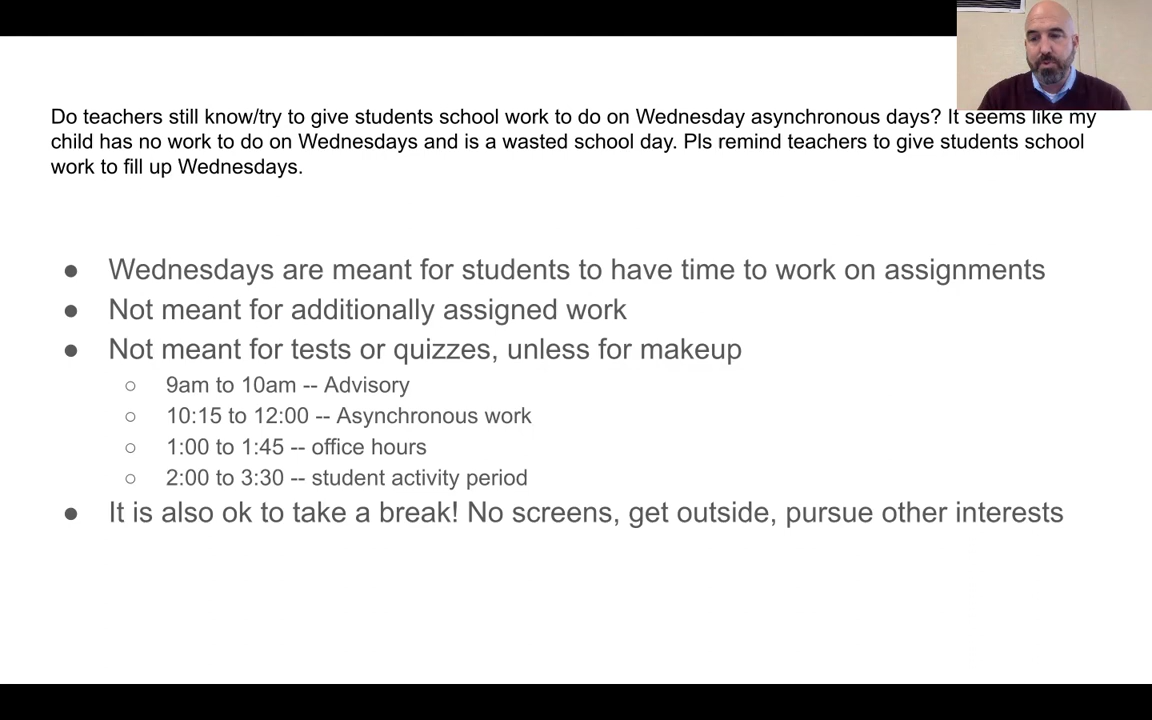 Do teachers still know/try to give students school work to do on Wednesday asynchronous days? It seems like my
child has no work to do on Wednesdays and is a wasted school day. Pls remind teachers to give students school
work to fill up Wednesdays.
● Wednesdays are meant for students to have time to work on assignments
● Not meant for additionally assigned work
● Not meant for tests or quizzes, unless for makeup
○ 9am to 10am -- Advisory
○ 10:15 to 12:00 -- Asynchronous work
○ 1:00 to 1:45 -- office hours
○ 2:00 to 3:30 -- student activity period
● It is also ok to take a break! No screens, get outside, pursue other interests